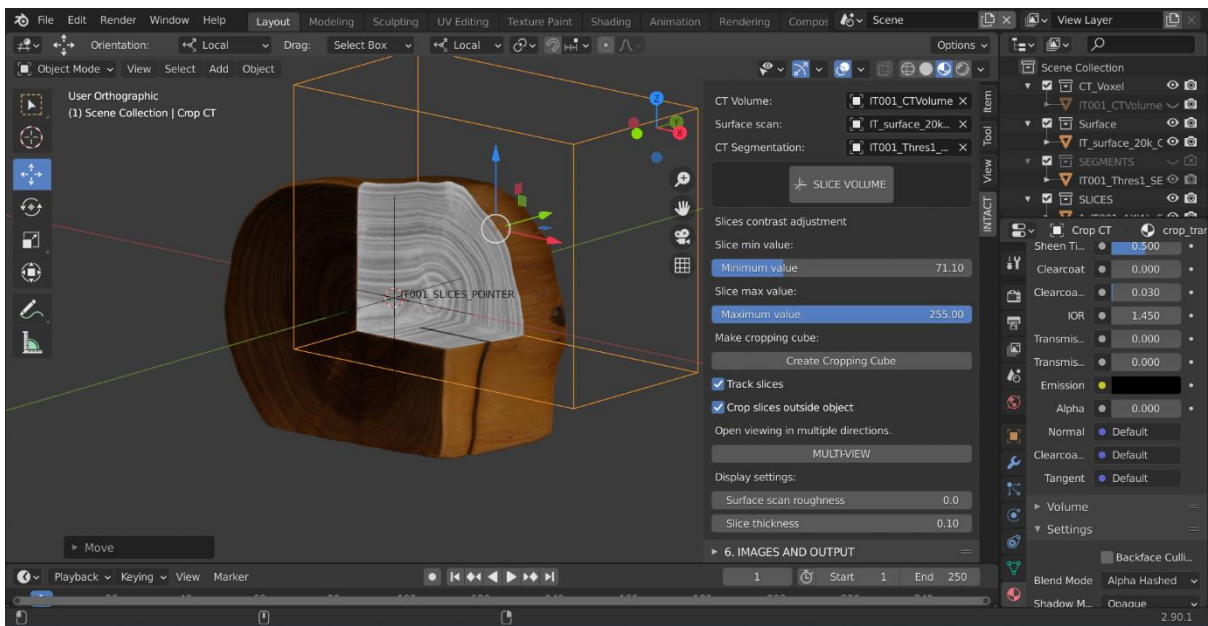 File Edit Render Window Help Layout Modeling Sculpting UV Editing Texture Paint Shading Animation Rendering Compos Scene View Layer
Orientation: Local Drag: Select Box Local Options
Object Mode View Select Add Object
User Orthographic
(1) Scene Collection | Crop CT
Z
Y
X
IT001_SLICES_POINTER
Move
CT Volume: IT001_CTVolume
Surface scan: IT_surface_20k...
CT Segmentation: IT001_Thres1_...
SLICE VOLUME
Slices contrast adjustment
Slice min value:
Minimum value 71.10
Slice max value:
Maximum value 255.00
Make cropping cube:
Create Cropping Cube
Track slices
Crop slices outside object
Open viewing in multiple directions.
MULTI-VIEW
Display settings:
Surface scan roughness 0.0
Slice thickness 0.10
6. IMAGES AND OUTPUT
Item
Tool
View
INTACT
Scene Collection
CT_Voxel
IT001_CTVolume
Surface
IT_surface_20k_C
SEGMENTS
IT001_Thres1_SE
SLICES
Crop CT crop_tran
Sheen Ti... 0.500
Clearcoat 0.000
Clearcoa... 0.030
IOR 1.450
Transmis... 0.000
Transmis... 0.000
Emission
Alpha 0.000
Normal Default
Clearcoa... Default
Tangent Default
Volume
Settings
Backface Culli...
Blend Mode Alpha Hashed
Shadow M... Opaque
Playback Keying View Marker 1 Start 1 End 250
2.90.1